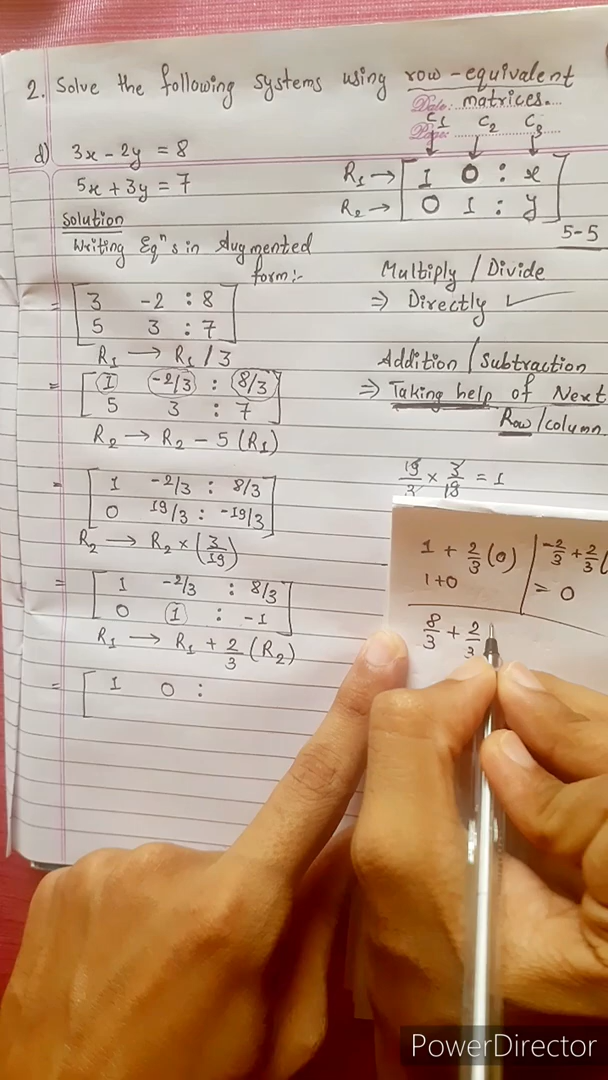 2. Solve the following systems using row-equivalent
Date: matrices.
Page:
C1 C2 C3
d) 3x - 2y = 8
5x + 3y = 7
R1 → [ 1 0 : x ]
R2 → [ 0 1 : y ]
5-5
Solution
Writing Eqⁿs in Augmented
form:-
= [ 3 -2 : 8 ]
[ 5 3 : 7 ]
R1 → R1/3
= [ 1 -2/3 : 8/3 ]
[ 5 3 : 7 ]
R2 → R2 - 5(R1)
= [ 1 -2/3 : 8/3 ]
[ 0 19/3 : -19/3 ]
R2 → R2 × (3/19)
= [ 1 -2/3 : 8/3 ]
[ 0 1 : -1 ]
R1 → R1 + 2/3 (R2)
= [ 1 0 :
Multiply / Divide
⇒ Directly ✓
Addition / Subtraction
⇒ Taking help of Next
Row/column
19/3 × 3/19 = 1
1 + 2/3 (0)
1+0
-2/3 + 2/3 (
= 0
8/3 + 2/3
PowerDirector